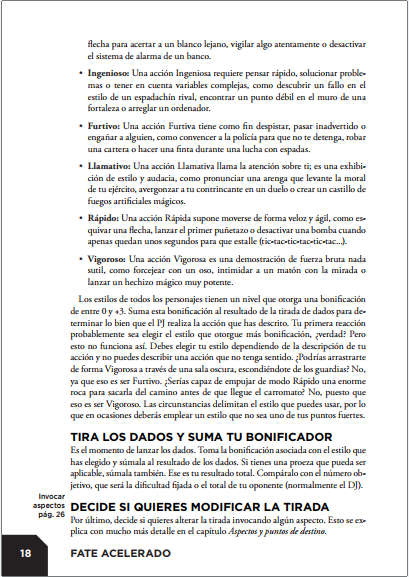 flecha para acertar a un blanco lejano, vigilar algo atentamente o desactivar
el sistema de alarma de un banco.
• Ingenioso: Una acción Ingeniosa requiere pensar rápido, solucionar proble-
mas o tener en cuenta variables complejas, como descubrir un fallo en el
estilo de un espadachín rival, encontrar un punto débil en el muro de una
fortaleza o arreglar un ordenador.
• Furtivo: Una acción Furtiva tiene como fin despistar, pasar inadvertido o
engañar a alguien, como convencer a la policía para que no te detenga, robar
una cartera o hacer una finta durante una lucha con espadas.
• Llamativo: Una acción Llamativa llama la atención sobre ti; es una exhibi-
ción de estilo y audacia, como pronunciar una arenga que levante la moral
de tu ejército, avergonzar a tu contrincante en un duelo o crear un castillo de
fuegos artificiales mágicos.
• Rápido: Una acción Rápida supone moverse de forma veloz y ágil, como es-
quivar una flecha, lanzar el primer puñetazo o desactivar una bomba cuando
apenas quedan unos segundos para que estalle (tic-tac-tic-tac-tic-tac...).
• Vigoroso: Una acción Vigorosa es una demostración de fuerza bruta nada
sutil, como forcejear con un oso, intimidar a un matón con la mirada o
lanzar un hechizo mágico muy potente.
Los estilos de todos los personajes tienen un nivel que otorga una bonificación
de entre 0 y +3. Suma esta bonificación al resultado de la tirada de dados para de-
terminar lo bien que el PJ realiza la acción que has descrito. Tu primera reacción
probablemente sea elegir el estilo que otorgue más bonificación, ¿verdad? Pero
esto no funciona así. Debes elegir tu estilo dependiendo de la descripción de tu
acción y no puedes describir una acción que no tenga sentido. ¿Podrías arrastrarte
de forma Vigorosa a través de una sala oscura, escondiéndote de los guardias? No,
ya que eso es ser Furtivo. ¿Serías capaz de empujar de modo Rápido una enorme
roca para sacarla del camino antes de que llegue el carromato? No, puesto que
eso es ser Vigoroso. Las circunstancias delimitan el estilo que puedes usar, por lo
que en ocasiones deberás emplear un estilo que no sea uno de tus puntos fuertes.
TIRA LOS DADOS Y SUMA TU BONIFICADOR
Es el momento de lanzar los dados. Toma la bonificación asociada con el estilo que
has elegido y súmala al resultado de los dados. Si tienes una proeza que pueda ser
aplicable, súmala también. Ese es tu resultado total. Compáralo con el número ob-
jetivo, que será la dificultad fijada o el total de tu oponente (normalmente el DJ).
Invocar
aspectos
pág. 26
DECIDE SI QUIERES MODIFICAR LA TIRADA
Por último, decide si quieres alterar la tirada invocando algún aspecto. Esto se ex-
plica con mucho más detalle en el capítulo Aspectos y puntos de destino.
18
FATE ACELERADO